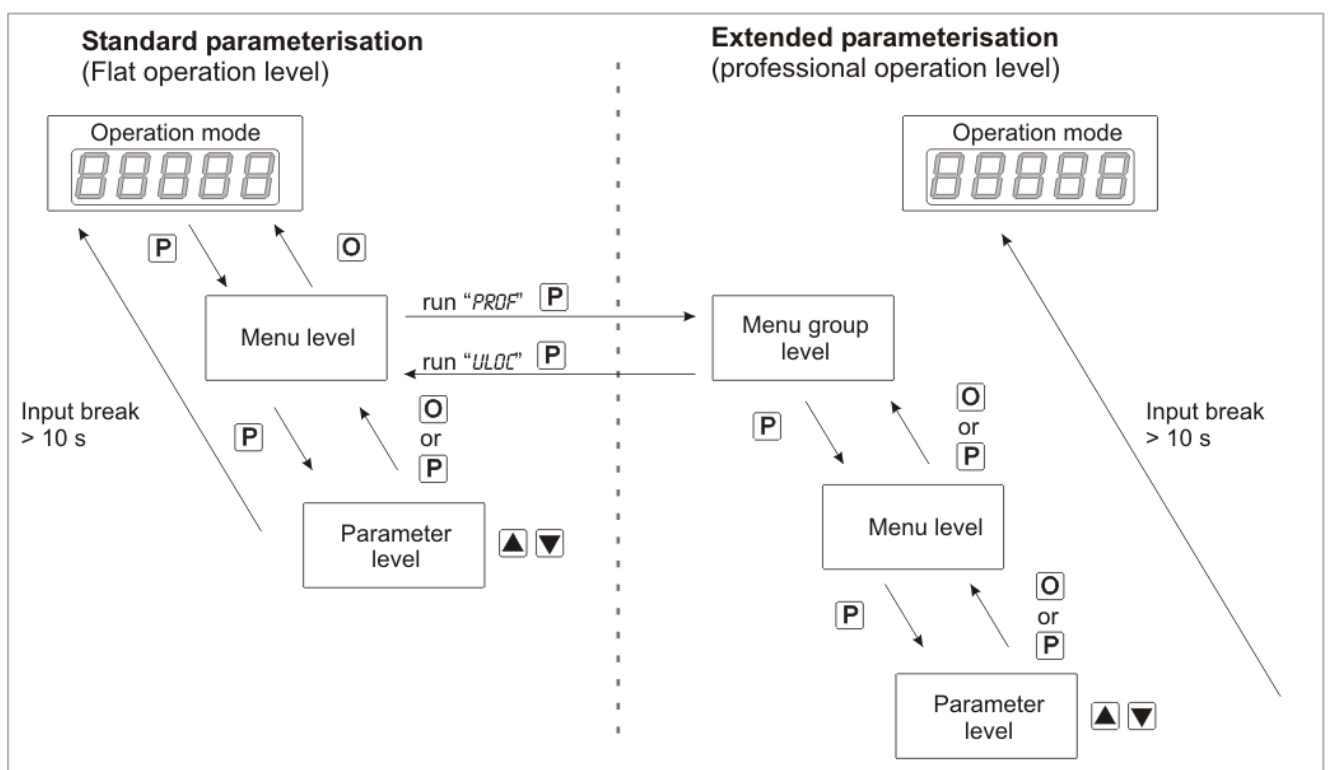 Standard parameterisation
(Flat operation level)
Operation mode
88888
P
O
Menu level
run “PROF” P
run “ULOC” P
Input break
> 10 s
P
O
or
P
Parameter
level
▲ ▼
Extended parameterisation
(professional operation level)
Operation mode
88888
Menu group
level
P
O
or
P
Input break
> 10 s
Menu level
P
O
or
P
Parameter
level
▲ ▼